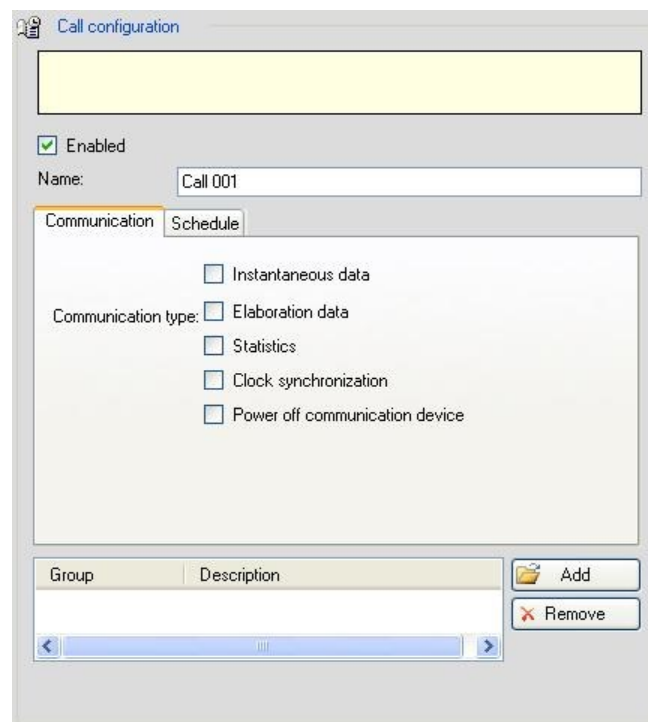 Call configuration
Enabled
Name: Call 001
Communication Schedule
Instantaneous data
Communication type: Elaboration data
Statistics
Clock synchronization
Power off communication device
Group Description Add
Remove